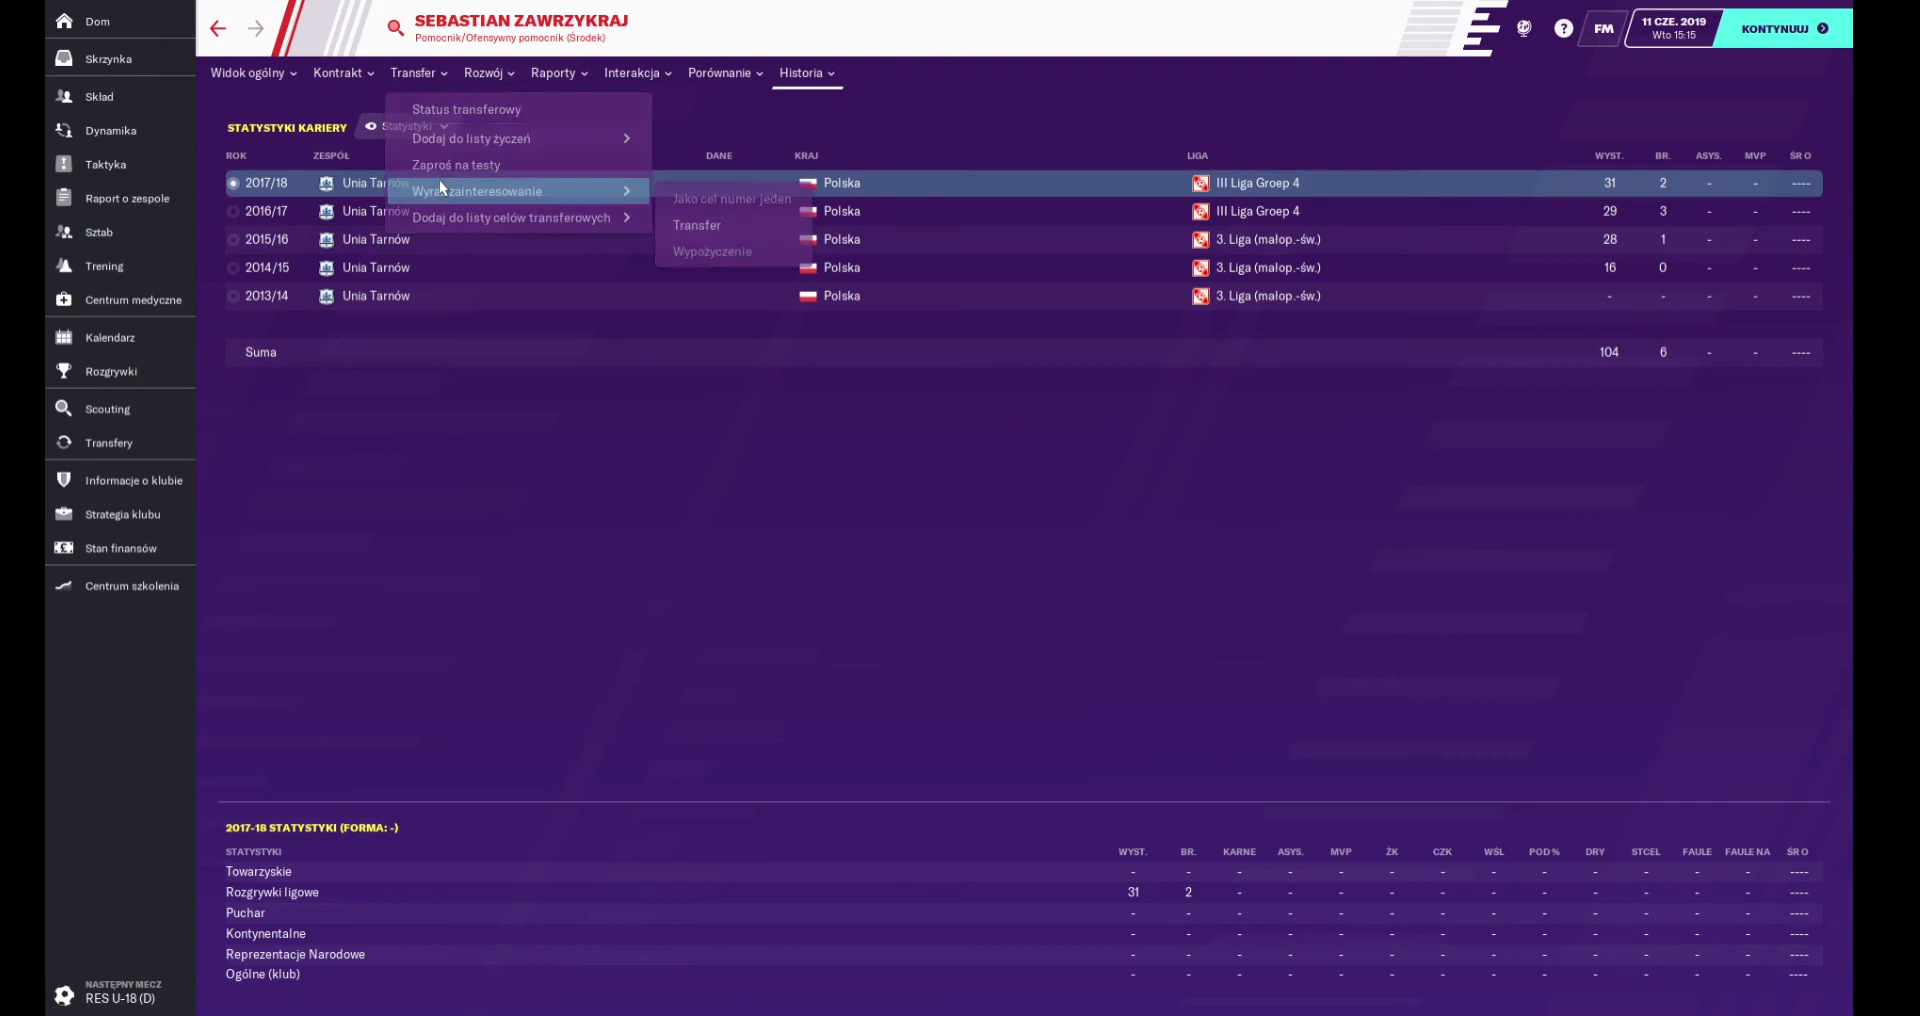 Dom
Skrzynka
Skład
Dynamika
Taktyka
Raport o zespole
Sztab
Trening
Centrum medyczne
Kalendarz
Rozgrywki
Scouting
Transfery
Informacje o klubie
Strategia klubu
Stan finansów
Centrum szkolenia
NASTĘPNY MECZ
RES U-18 (D)
SEBASTIAN ZAWRZYKRAJ
Pomocnik/Ofensywny pomocnik (Środek)
? FM 11 CZE. 2019 KONTYNUUJ
Wto 15:15
Widok ogólny Kontrakt Transfer Rozwój Raporty Interakcja Porównanie Historia
Status transferowy
Dodaj do listy życzeń
Zaproś na testy
zainteresowanie
Dodaj do listy celów transferowych
Jako cel numer jeden
Transfer
Wypożyczenie
STATYSTYKI KARIERY Statystyki
ROK ZESPÓŁ DANE KRAJ LIGA WYST. BR. ASYS. MVP ŚR O
2017/18 Unia Tarnów Polska III Liga Groep 4 31 2 - - ----
2016/17 Unia Tarnów Polska III Liga Groep 4 29 3 - - ----
2015/16 Unia Tarnów Polska 3. Liga (małop.-św.) 28 1 - - ----
2014/15 Unia Tarnów Polska 3. Liga (małop.-św.) 16 0 - - ----
2013/14 Unia Tarnów Polska 3. Liga (małop.-św.) - - - - ----
Suma 104 6 - - ----
2017-18 STATYSTYKI (FORMA: -)
STATYSTYKI WYST. BR. KARNE ASYS. MVP ŻK CZK WŚL POD % DRY STCEL FAULE FAULE NA ŚR O
Towarzyskie - - - - - - - - - - - - - ----
Rozgrywki ligowe 31 2 - - - - - - - - - - - ----
Puchar - - - - - - - - - - - - - ----
Kontynentalne - - - - - - - - - - - - - ----
Reprezentacje Narodowe - - - - - - - - - - - - - ----
Ogólne (klub) - - - - - - - - - - - - - ----